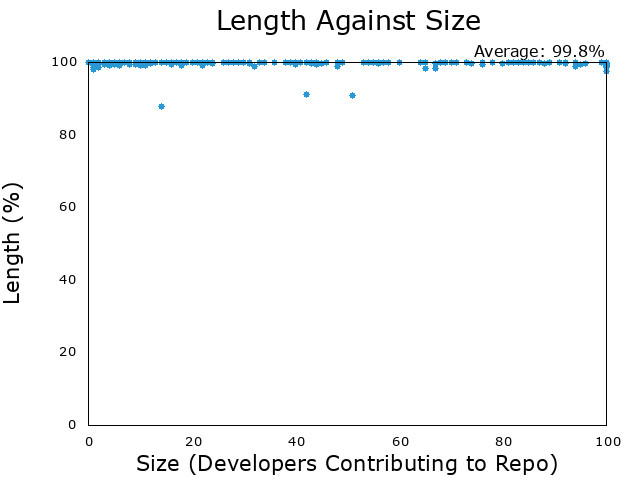 Length Against Size
Average: 99.8%
100
80
60
40
20
0
Length (%)
0 20 40 60 80 100
Size (Developers Contributing to Repo)